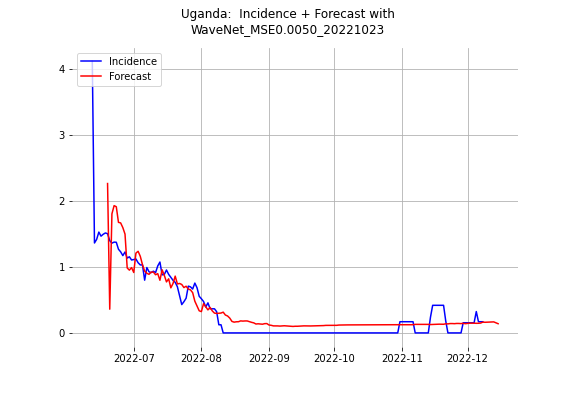 Uganda:  Incidence + Forecast with
WaveNet_MSE0.0050_20221023
Incidence
Forecast
4
3
2
1
0
2022-07
2022-08
2022-09
2022-10
2022-11
2022-12